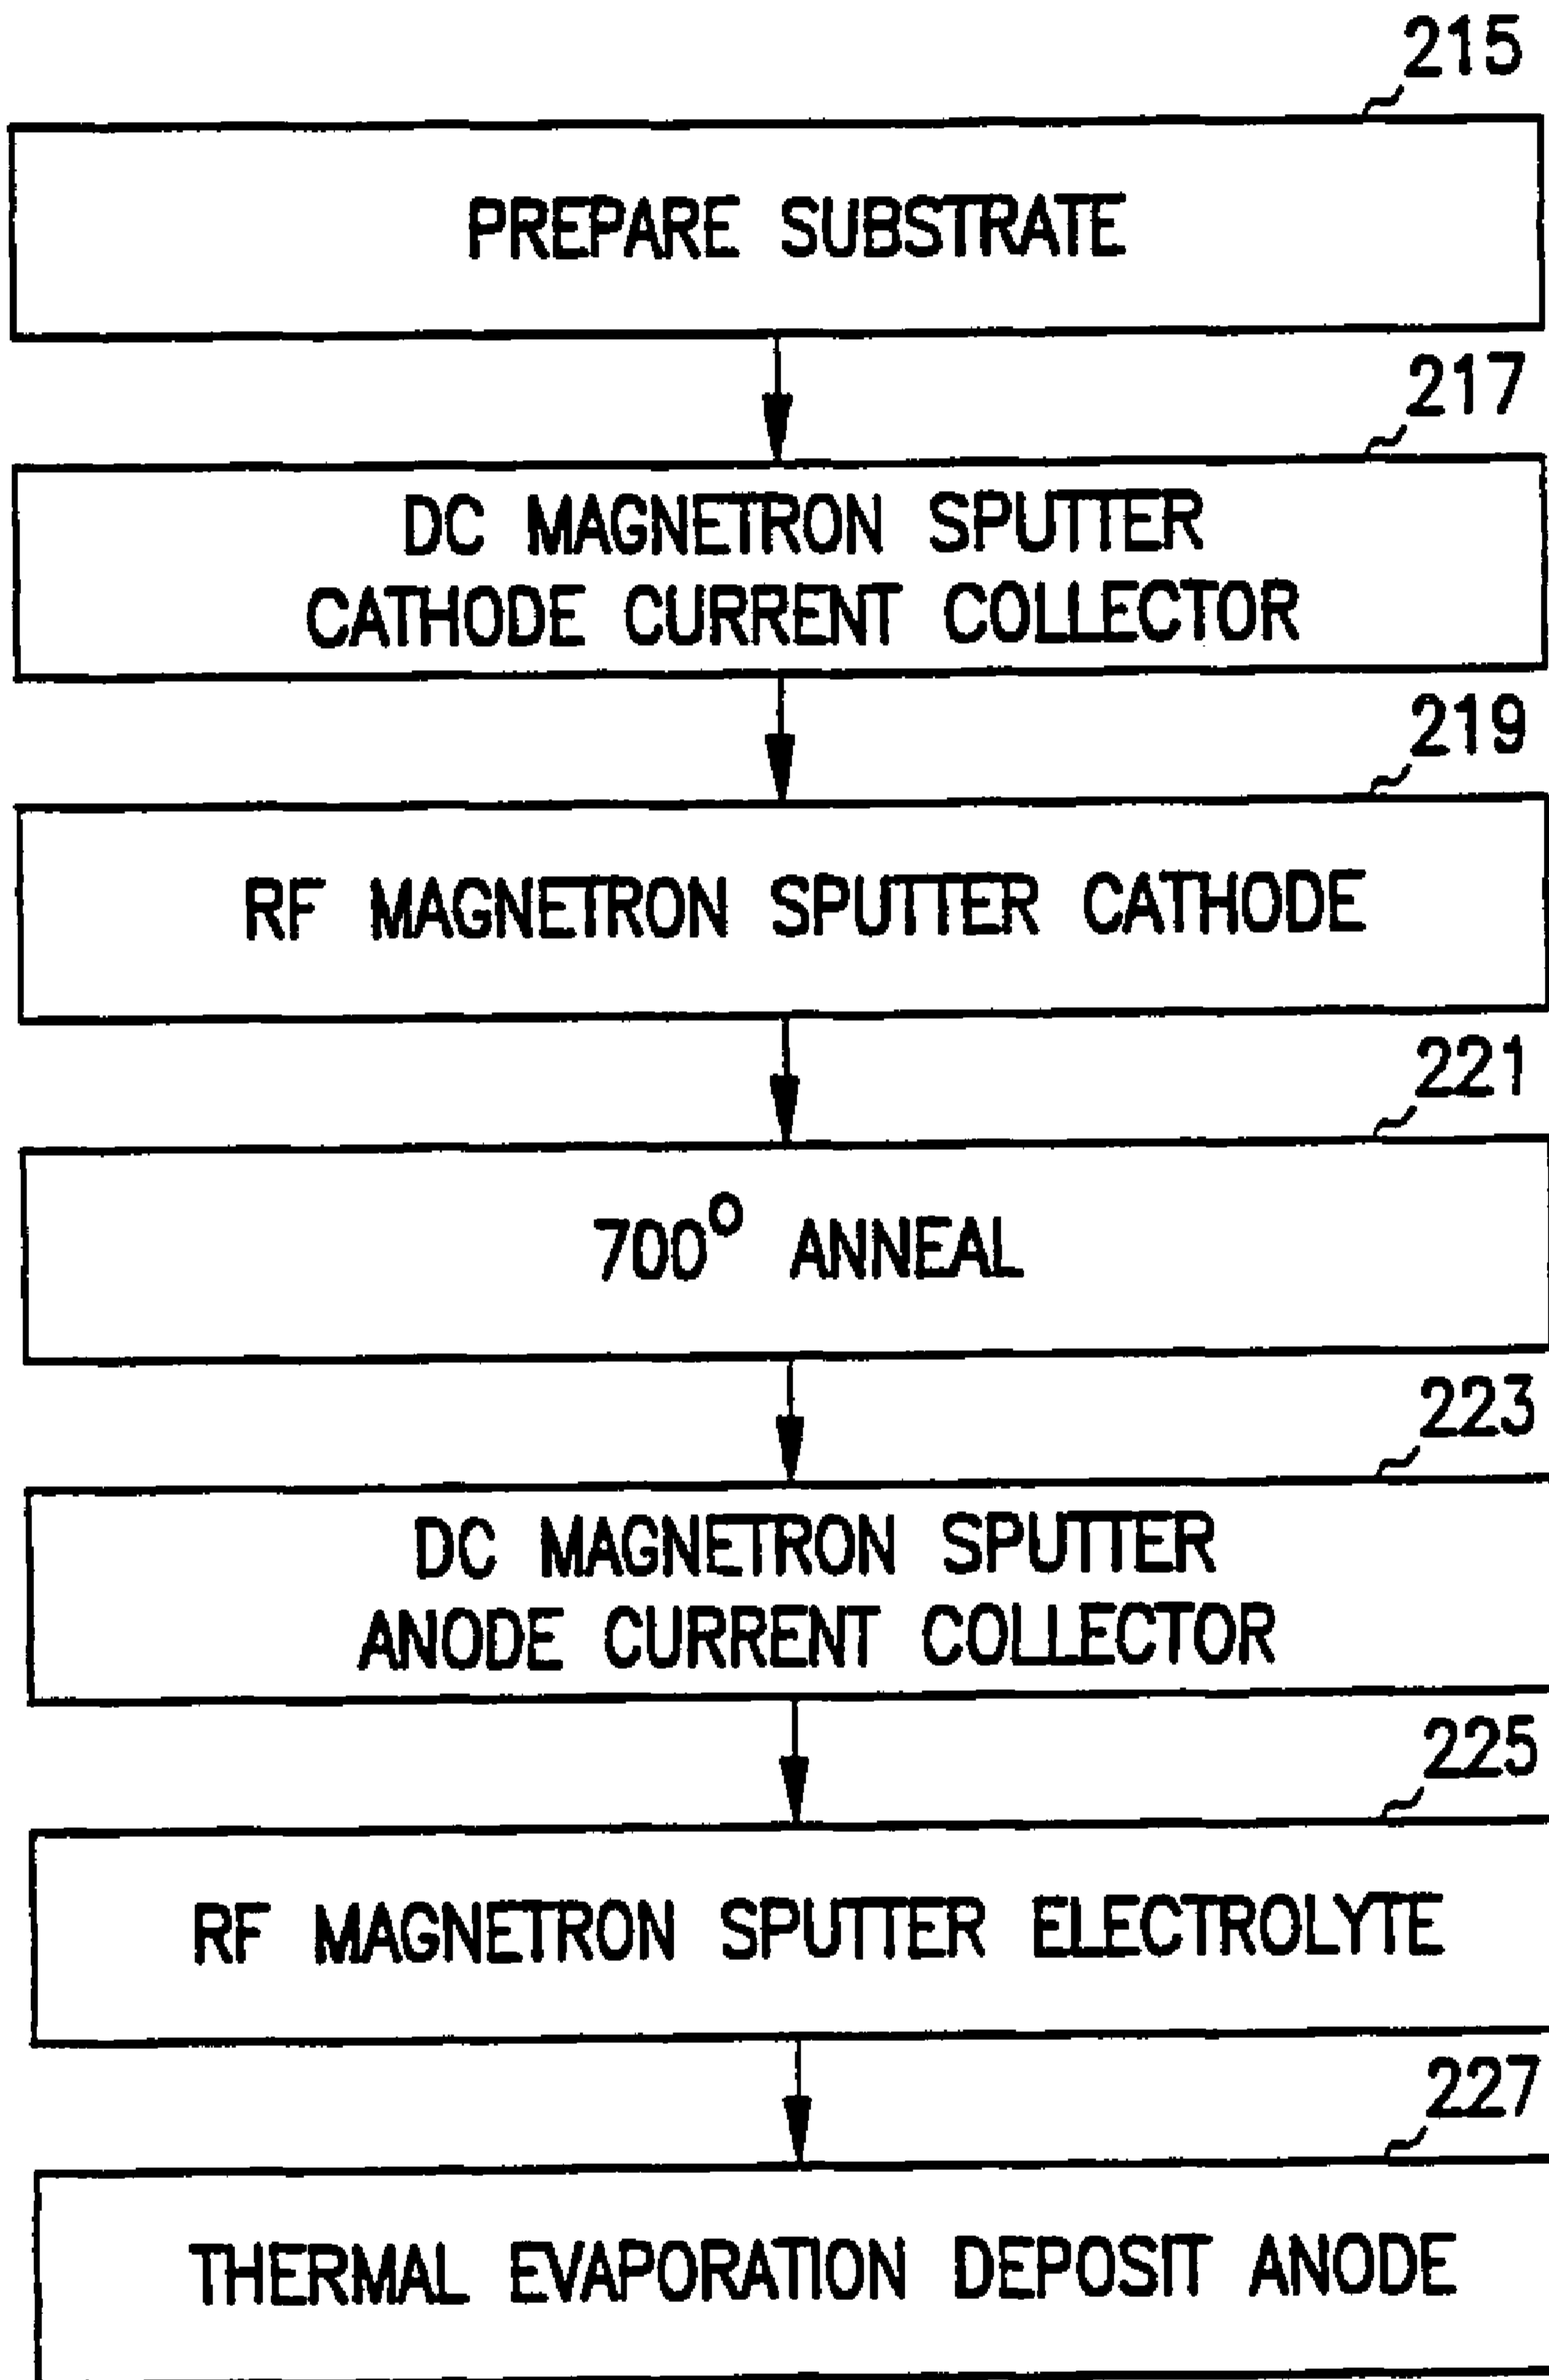 215
PREPARE SUBSTRATE
217
DC MAGNETRON SPUTTER
CATHODE CURRENT COLLECTOR
219
RF MAGNETRON SPUTTER CATHODE
221
700° ANNEAL
223
DC MAGNETRON SPUTTER
ANODE CURRENT COLLECTOR
225
RF MAGNETRON SPUTTER ELECTROLYTE
227
THERMAL EVAPORATION DEPOSIT ANODE